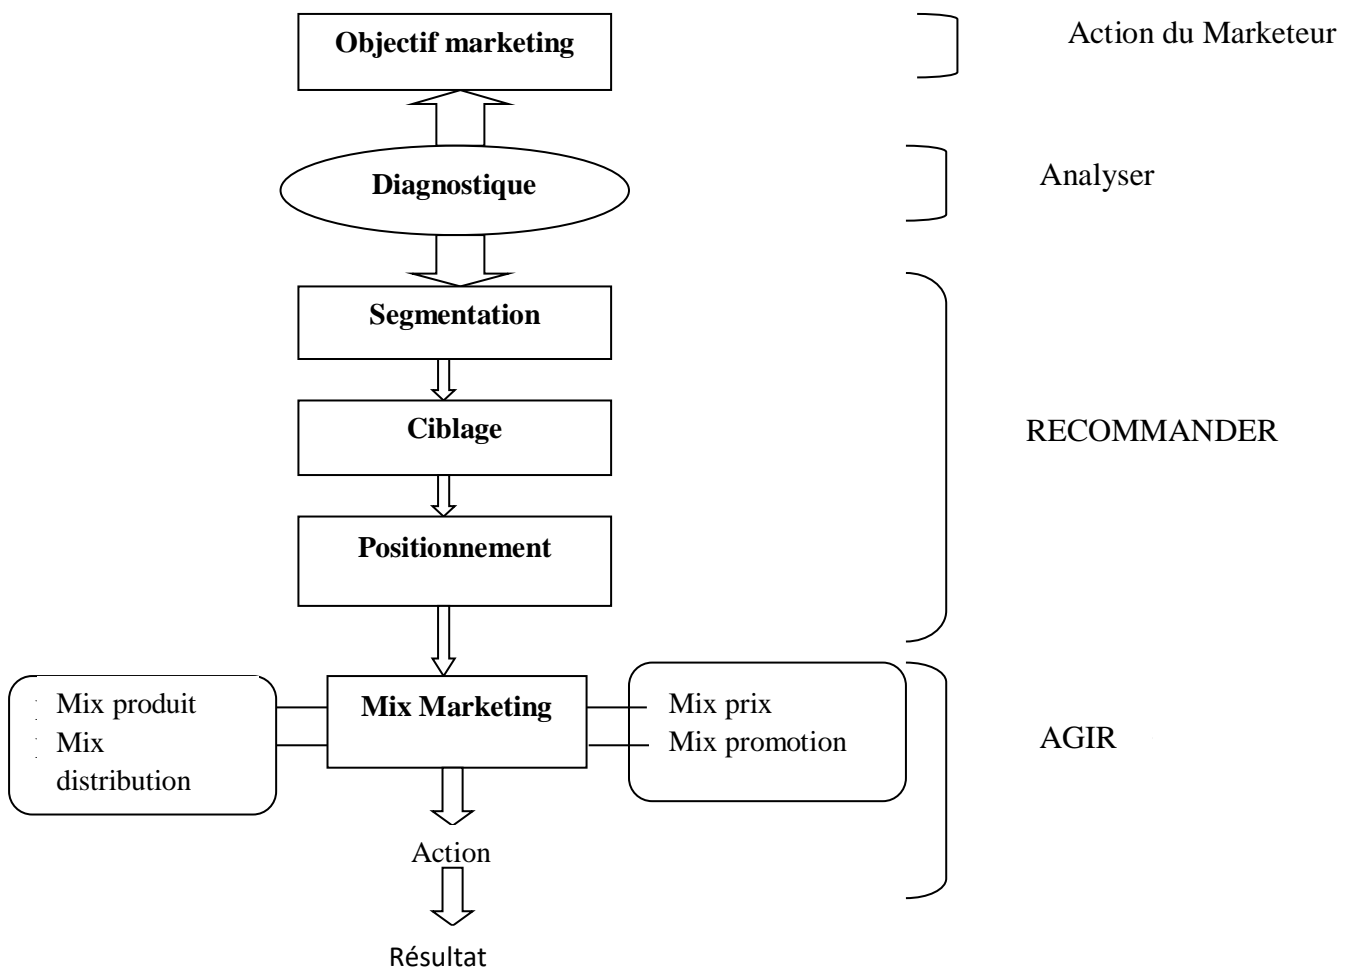 Objectif marketing
Action du Marketeur
Diagnostique
Analyser
Segmentation
Ciblage
RECOMMANDER
Positionnement
Mix produit
Mix
distribution
Mix Marketing
Mix prix
Mix promotion
AGIR
Action
Résultat